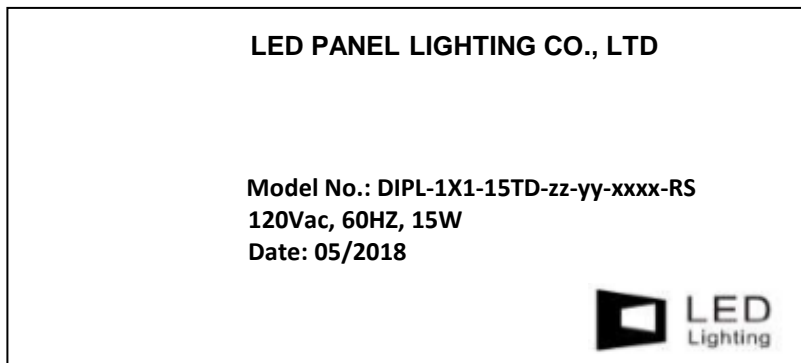 LED PANEL LIGHTING CO., LTD
Model No.: DIPL-1X1-15TD-zz-yy-xxxx-RS
120Vac, 60HZ, 15W
Date: 05/2018
LED
Lighting